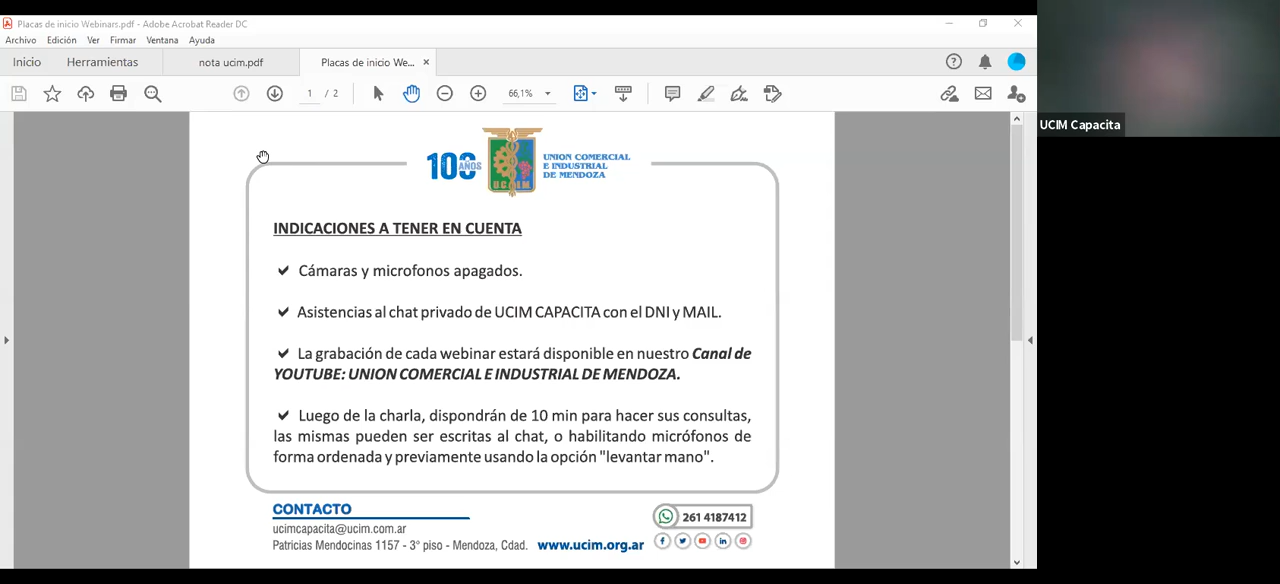 Placas de inicio Webinars.pdf - Adobe Acrobat Reader DC
Archivo Edición Ver Firmar Ventana Ayuda
Inicio Herramientas nota ucim.pdf Placas de inicio We... ×
1 / 2 66,1%
UCIM Capacita
100 AÑOS
U.C.I.M.
UNION COMERCIAL
E INDUSTRIAL
DE MENDOZA
INDICACIONES A TENER EN CUENTA
✔ Cámaras y microfonos apagados.
✔ Asistencias al chat privado de UCIM CAPACITA con el DNI y MAIL.
✔ La grabación de cada webinar estará disponible en nuestro Canal de
YOUTUBE: UNION COMERCIAL E INDUSTRIAL DE MENDOZA.
✔ Luego de la charla, dispondrán de 10 min para hacer sus consultas,
las mismas pueden ser escritas al chat, o habilitando micrófonos de
forma ordenada y previamente usando la opción "levantar mano".
CONTACTO
ucimcapacita@ucim.com.ar
Patricias Mendocinas 1157 - 3° piso - Mendoza, Cdad.
www.ucim.org.ar
261 4187412